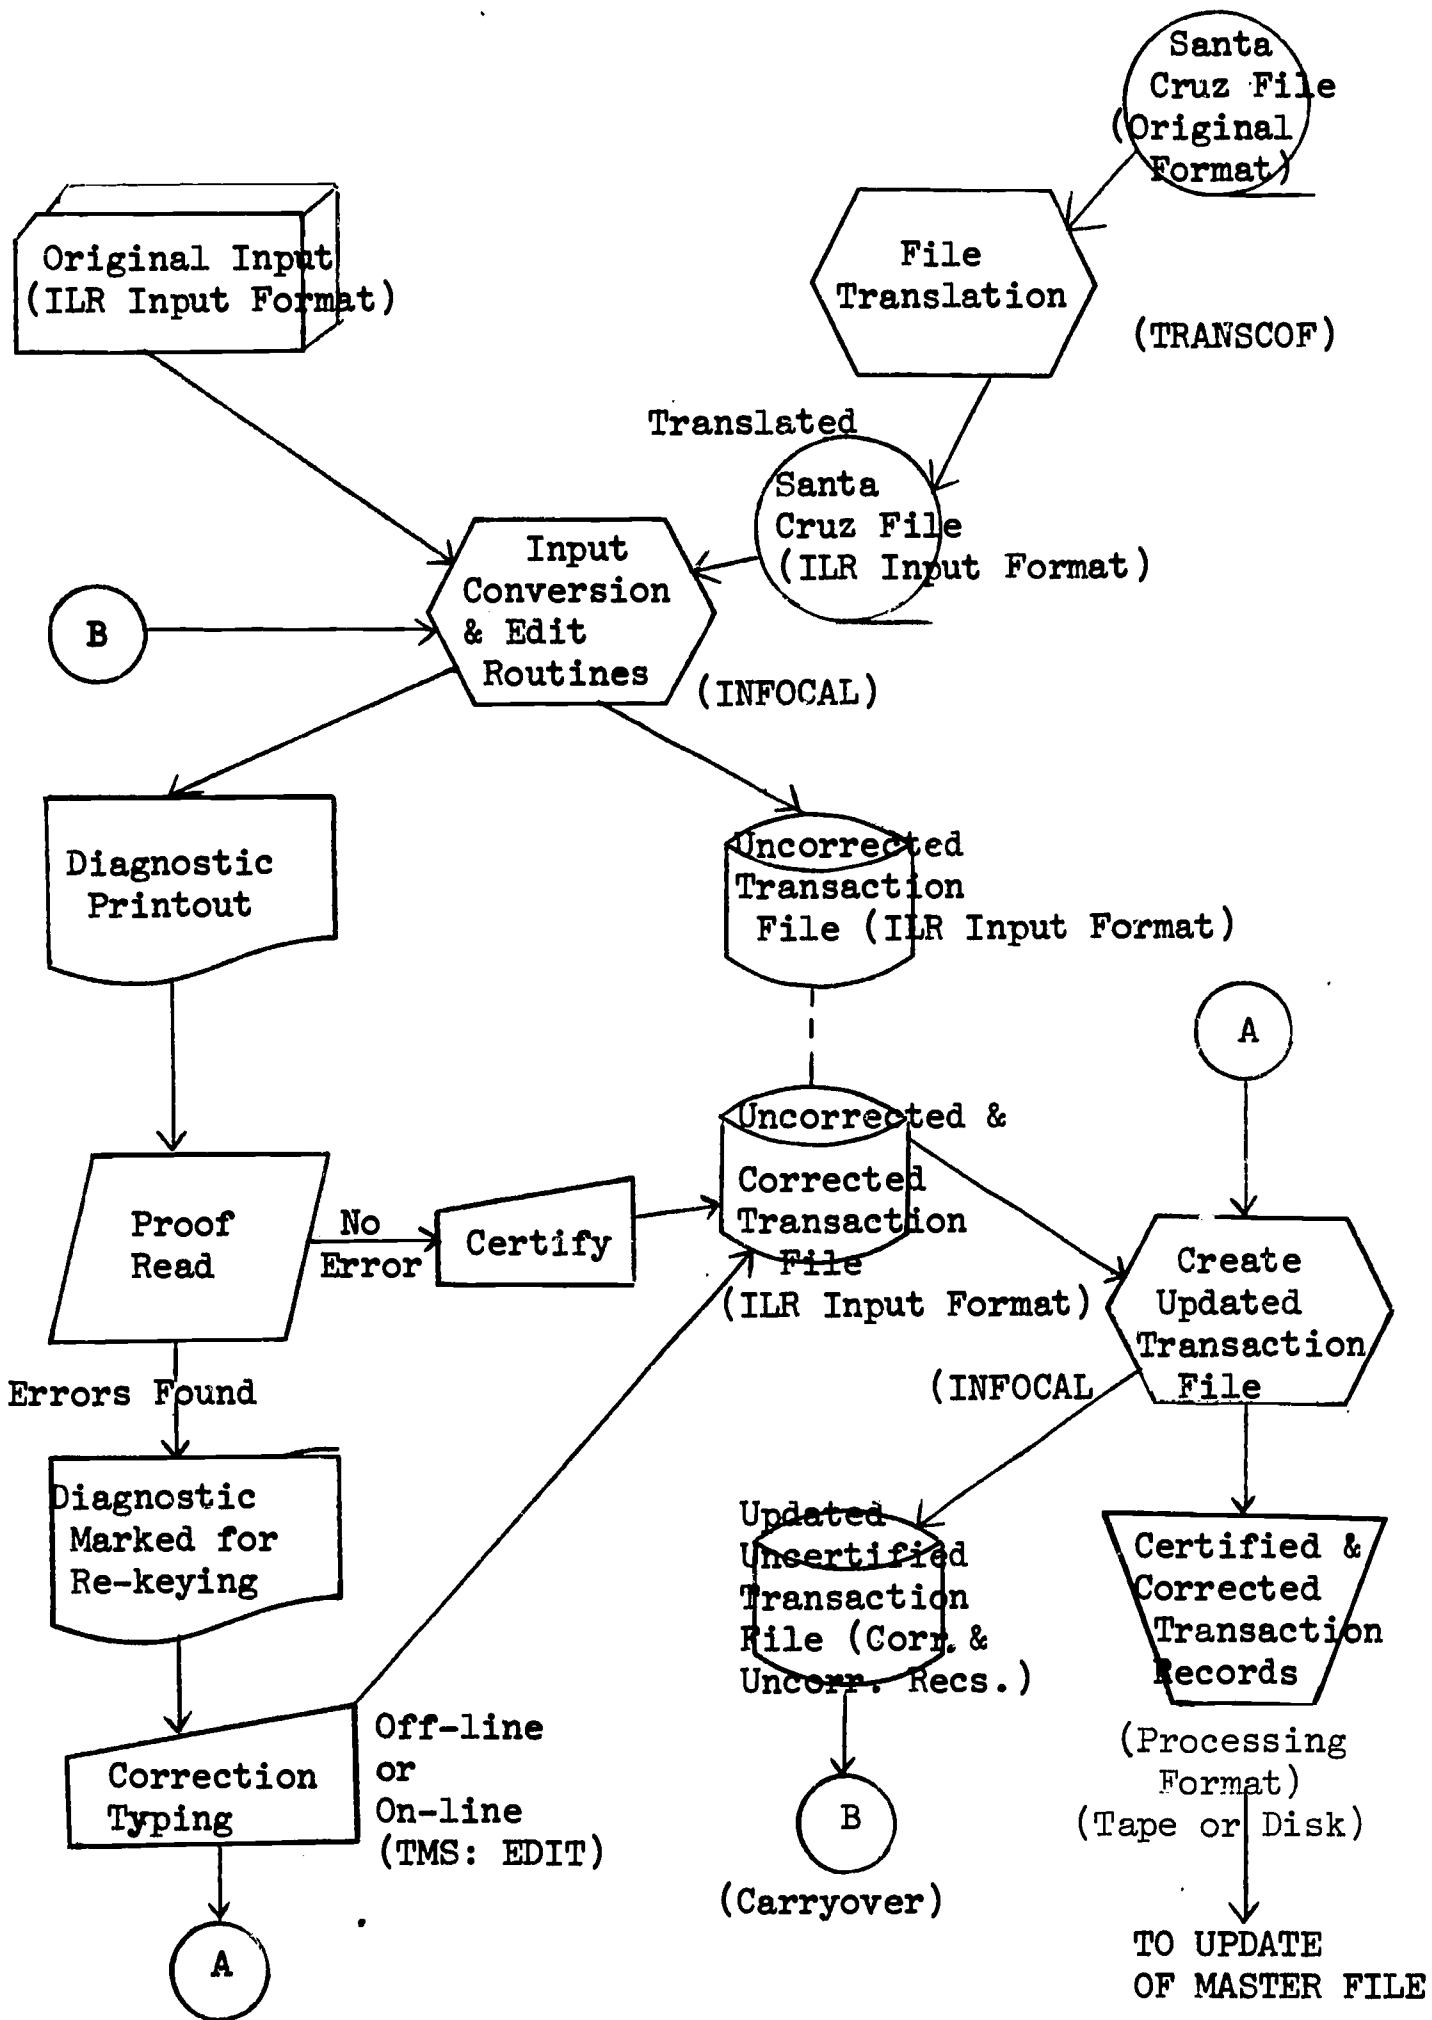 Santa
Cruz File
(Original
Format)
Original Input
(ILR Input Format)
File
Translation
(TRANSCOF)
Translated
Santa
Cruz File
(ILR Input Format)
Input
Conversion
& Edit
Routines
(INFOCAL)
B
Diagnostic
Printout
Uncorrected
Transaction
File (ILR Input Format)
A
Uncorrected &
Corrected
Transaction
File
(ILR Input Format)
Proof
Read
No
Error
Certify
Create
Updated
Transaction
File
(INFOCAL
Errors Found
Diagnostic
Marked for
Re-keying
Updated
Uncertified
Transaction
File (Corr. &
Uncorr. Recs.)
Certified &
Corrected
Transaction
Records
(Processing
Format)
(Tape or Disk)
Correction
Typing
Off-line
or
On-line
(TMS: EDIT)
B
(Carryover)
A
TO UPDATE
OF MASTER FILE